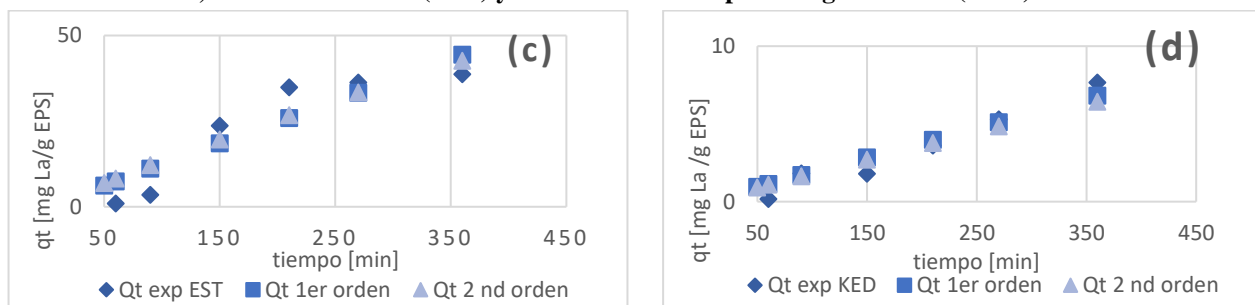 (c)
50
0
qt [mg La/g EPS]
50 150 250 350 450
tiempo [min]
Qt exp EST Qt 1er orden Qt 2 nd orden
(d)
10
0
qt [mg La /g EPS]
50 150 250 350 450
tiempo [min]
Qt exp KED Qt 1er orden Qt 2 nd orden